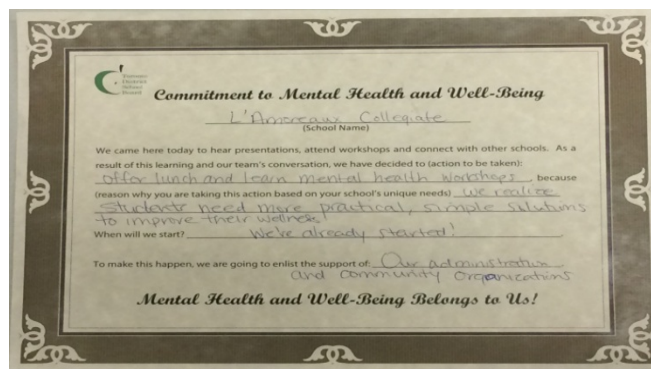 Commitment to Mental Health and Well-Being
L'Amoreaux Collegiate
(School Name)
We came here today to hear presentations, attend workshops and connect with other schools. As a
result of this learning and our team's conversation, we have decided to (action to be taken):
Offer lunch and learn mental health workshops, because
(reason why you are taking this action based on your school's unique needs) we realize
students need more practical, simple solutions
to improve their wellness!
When will we start? We've already started!
To make this happen, we are going to enlist the support of: Our administration
and community organizations
Mental Health and Well-Being Belongs to Us!